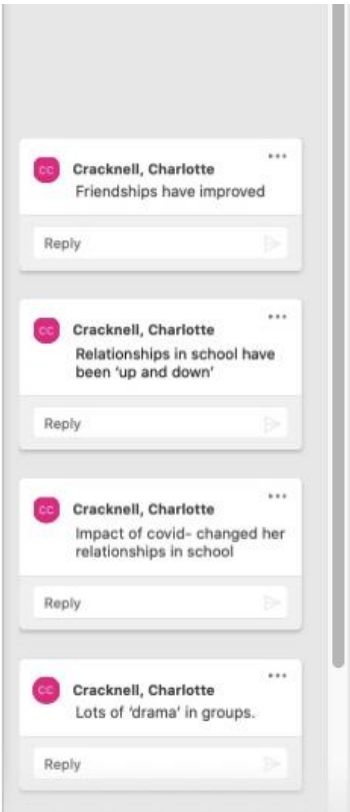 CC Cracknell, Charlotte
Friendships have improved
Reply
CC Cracknell, Charlotte
Relationships in school have
been ‘up and down’
Reply
CC Cracknell, Charlotte
Impact of covid- changed her
relationships in school
Reply
CC Cracknell, Charlotte
Lots of ‘drama’ in groups.
Reply